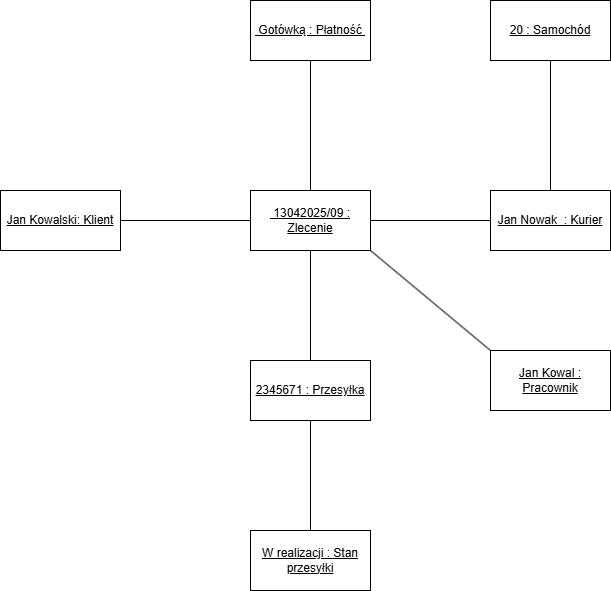 Gotówką : Płatność
20 : Samochód
Jan Kowalski: Klient
13042025/09 :
Zlecenie
Jan Nowak  : Kurier
Jan Kowal :
Pracownik
2345671 : Przesyłka
W realizacji : Stan
przesyłki